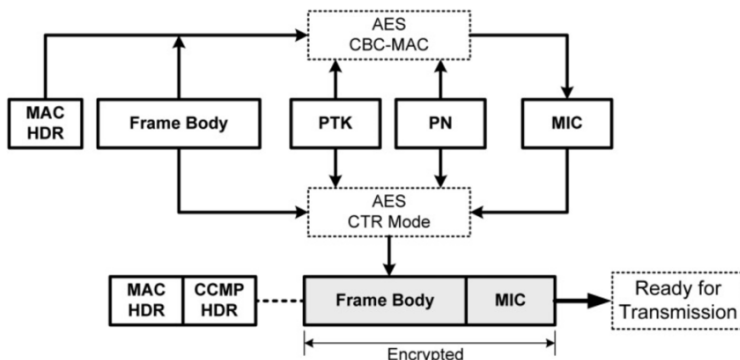 AES
CBC-MAC
MAC
HDR
Frame Body
PTK
PN
MIC
AES
CTR Mode
MAC
HDR
CCMP
HDR
Frame Body
MIC
Ready for
Transmission
Encrypted